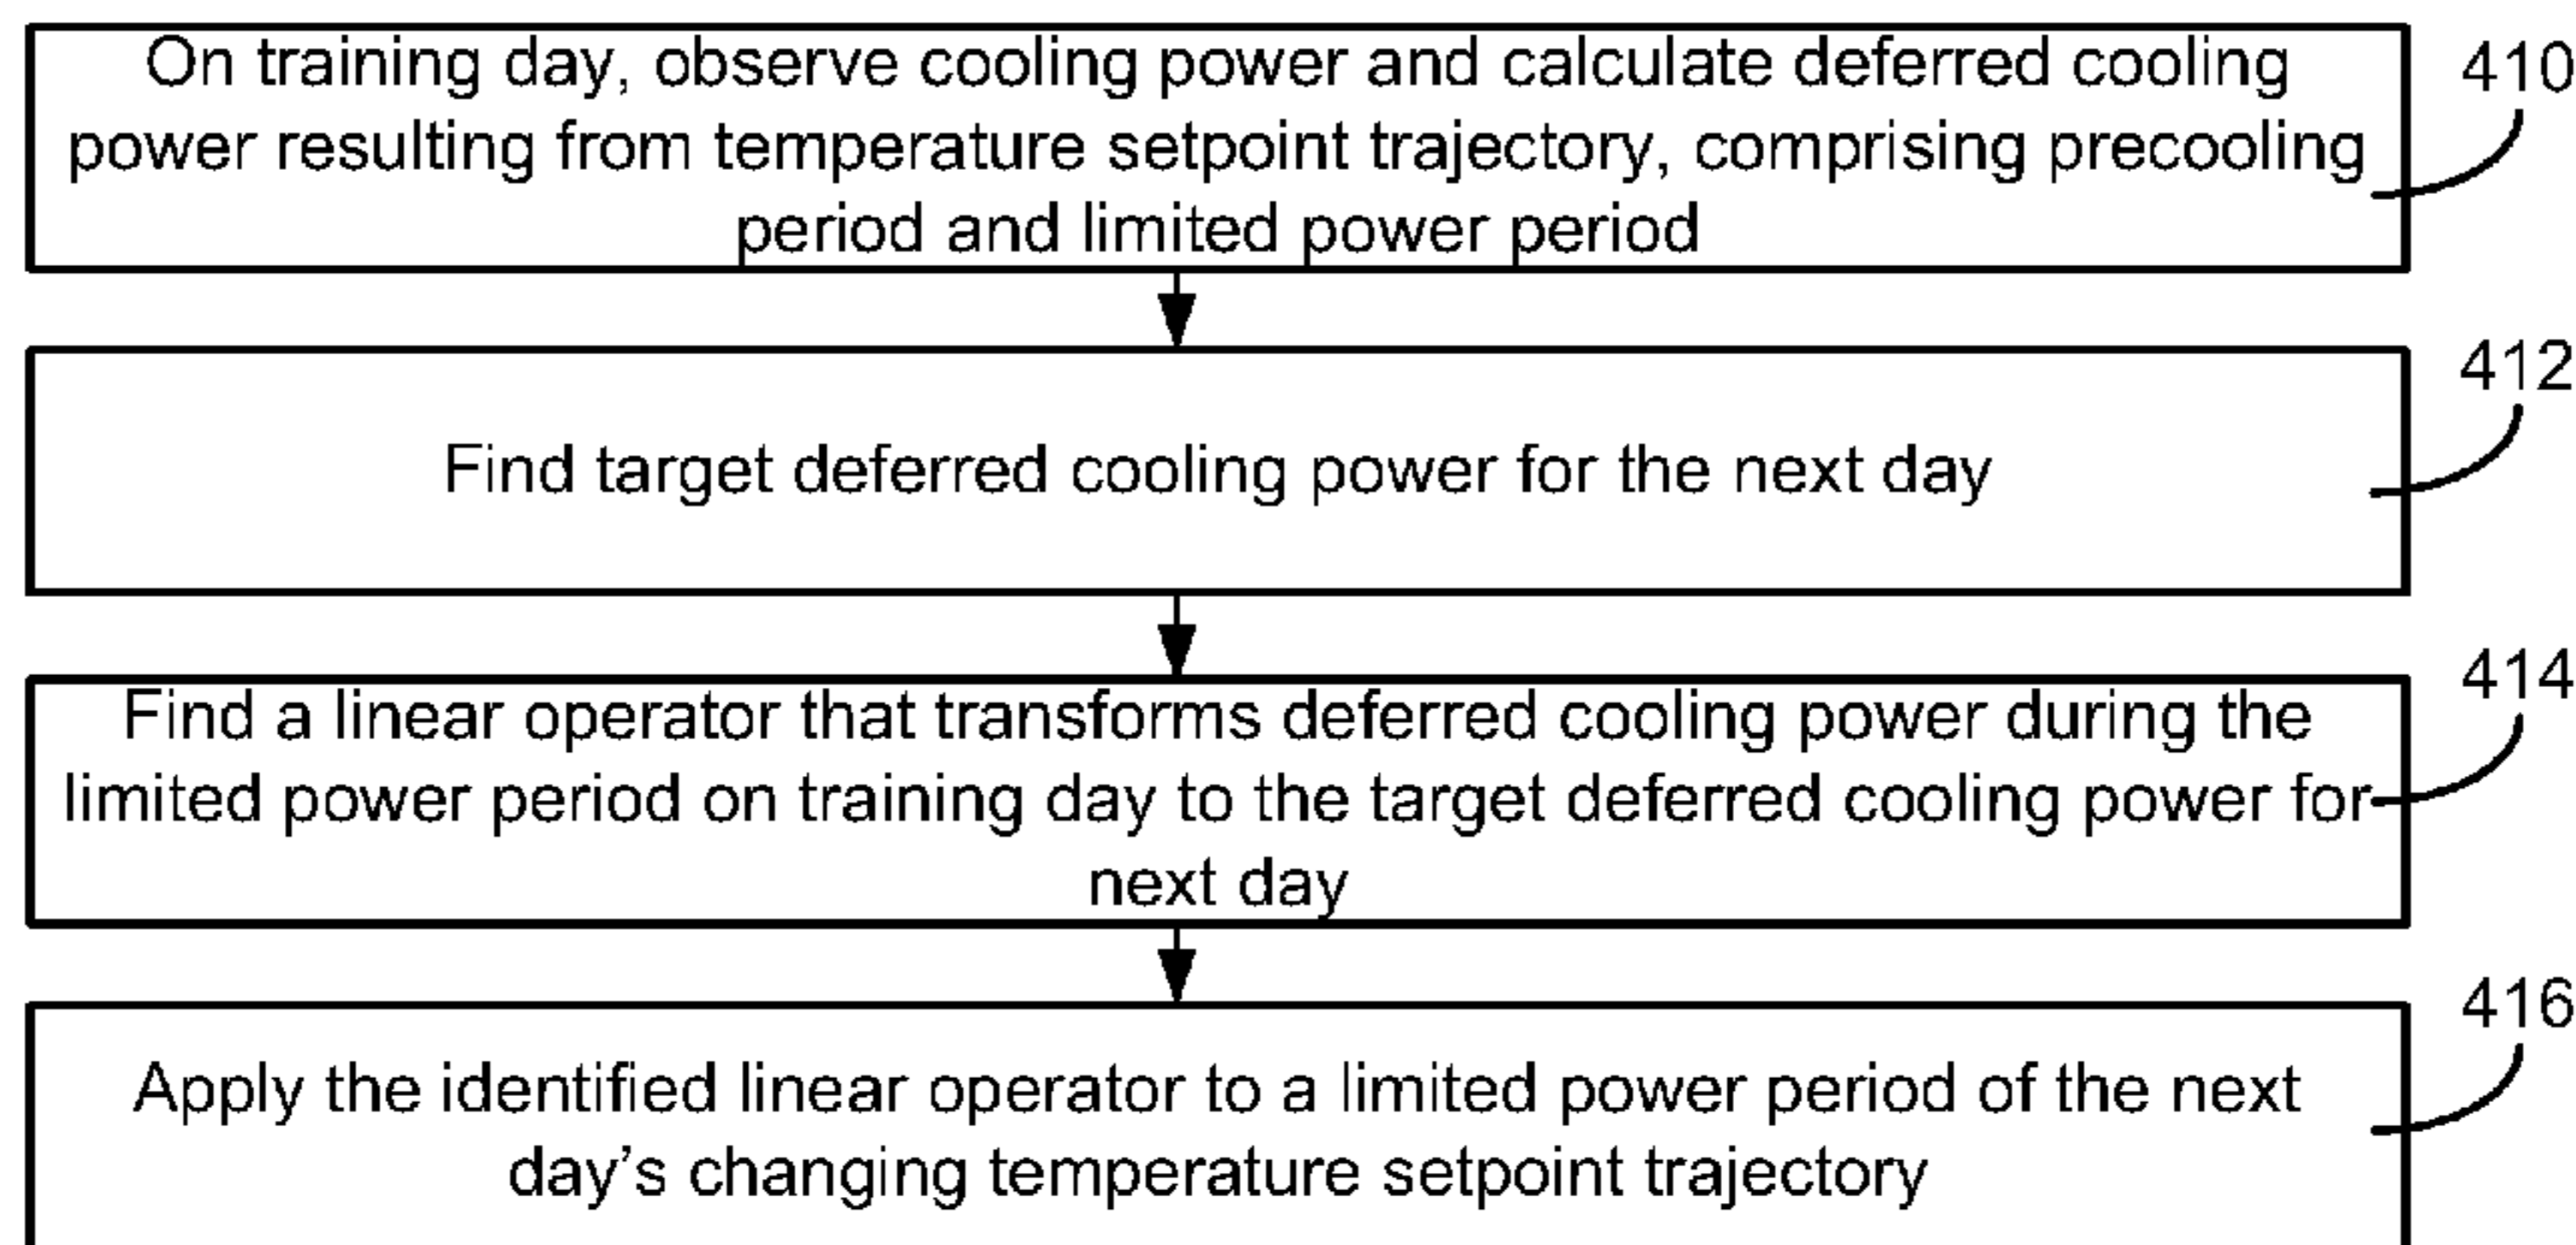 On training day, observe cooling power and calculate deferred cooling
power resulting from temperature setpoint trajectory, comprising precooling
period and limited power period
410
Find target deferred cooling power for the next day
412
Find a linear operator that transforms deferred cooling power during the
limited power period on training day to the target deferred cooling power for
next day
414
Apply the identified linear operator to a limited power period of the next
day’s changing temperature setpoint trajectory
416